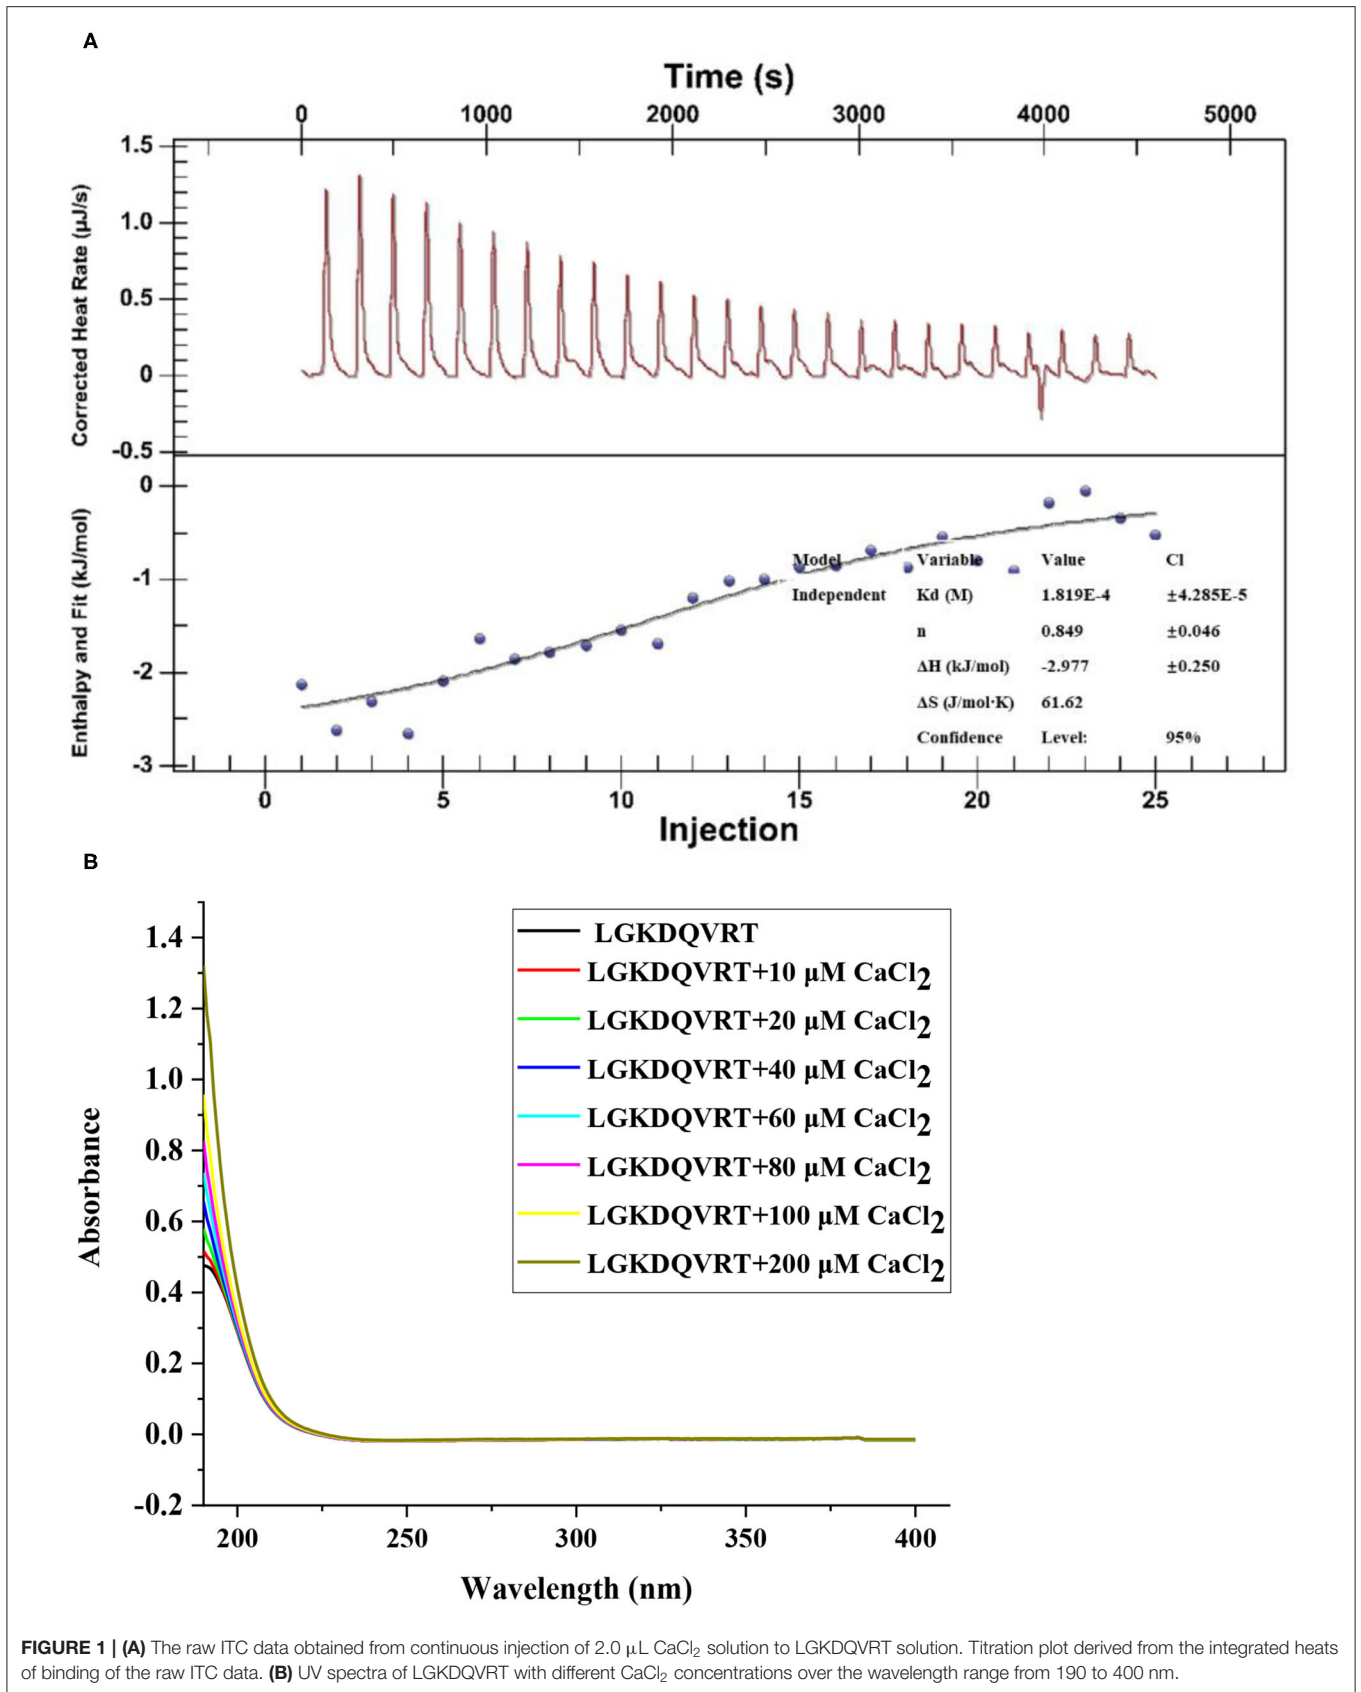 A
Time (s)
0 1000 2000 3000 4000 5000
Corrected Heat Rate (µJ/s)
1.5
1.0
0.5
0
-0.5
Enthalpy and Fit (kJ/mol)
0
-1
-2
-3
Model Variable Value CI
Independent Kd (M) 1.819E-4 ±4.285E-5
n 0.849 ±0.046
ΔH (kJ/mol) -2.977 ±0.250
ΔS (J/mol·K) 61.62
Confidence Level: 95%
0 5 10 15 20 25
Injection
B
Absorbance
1.4
1.2
1.0
0.8
0.6
0.4
0.2
0.0
-0.2
LGKDQVRT
LGKDQVRT+10 µM CaCl2
LGKDQVRT+20 µM CaCl2
LGKDQVRT+40 µM CaCl2
LGKDQVRT+60 µM CaCl2
LGKDQVRT+80 µM CaCl2
LGKDQVRT+100 µM CaCl2
LGKDQVRT+200 µM CaCl2
200 250 300 350 400
Wavelength (nm)
FIGURE 1 | (A) The raw ITC data obtained from continuous injection of 2.0 µL CaCl2 solution to LGKDQVRT solution. Titration plot derived from the integrated heats
of binding of the raw ITC data. (B) UV spectra of LGKDQVRT with different CaCl2 concentrations over the wavelength range from 190 to 400 nm.